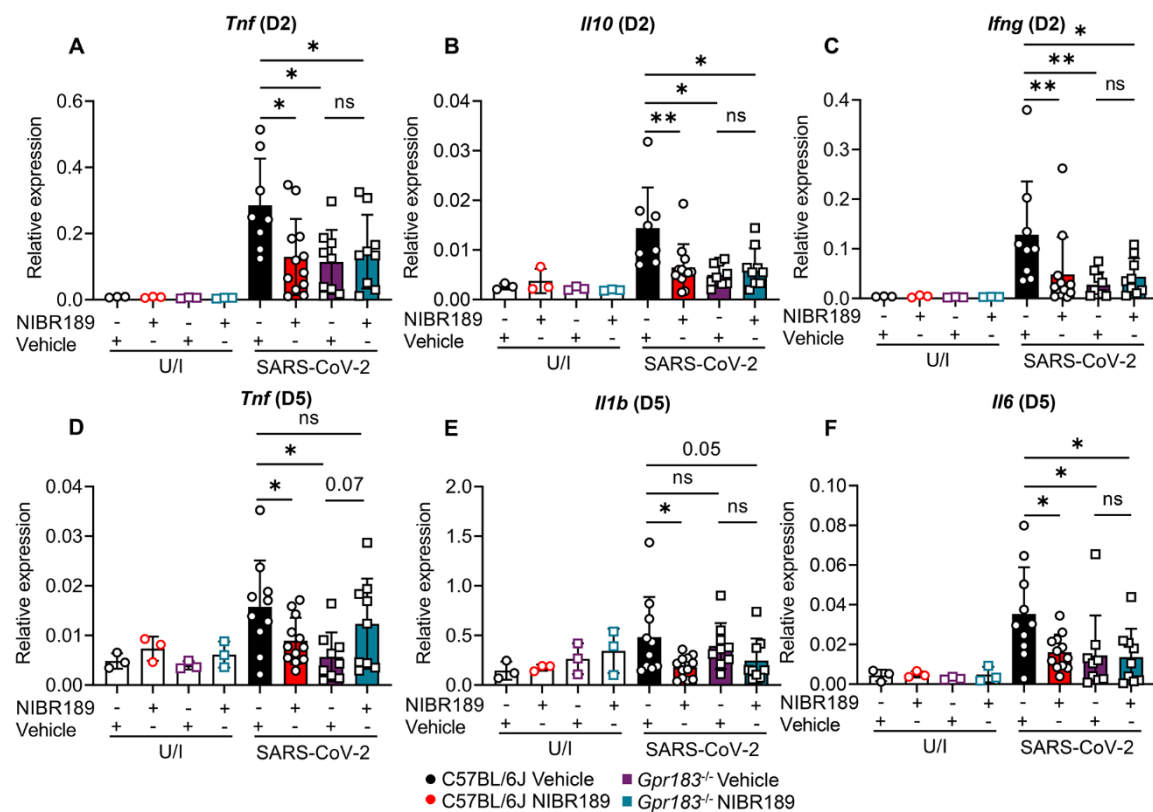 Tnf (D2)
A
*
*
*
ns
Relative expression
0.6
0.4
0.2
0.0
NIBR189 - + - + - + - +
Vehicle + - + - + - + -
U/I SARS-CoV-2
Il10 (D2)
B
*
*
**
ns
Relative expression
0.04
0.03
0.02
0.01
0.00
NIBR189 - + - + - + - +
Vehicle + - + - + - + -
U/I SARS-CoV-2
Ifng (D2)
C
*
**
**
ns
Relative expression
0.4
0.2
0.1
0.0
NIBR189 - + - + - + - +
Vehicle + - + - + - + -
U/I SARS-CoV-2
Tnf (D5)
D
ns
*
*
0.07
Relative expression
0.04
0.03
0.02
0.01
0.00
NIBR189 - + - + - + - +
Vehicle + - + - + - + -
U/I SARS-CoV-2
Il1b (D5)
E
0.05
ns
*
ns
Relative expression
2.0
1.5
1.0
0.5
0.0
NIBR189 - + - + - + - +
Vehicle + - + - + - + -
U/I SARS-CoV-2
Il6 (D5)
F
*
*
*
ns
Relative expression
0.10
0.08
0.06
0.04
0.02
0.00
NIBR189 - + - + - + - +
Vehicle + - + - + - + -
U/I SARS-CoV-2
C57BL/6J Vehicle Gpr183-/- Vehicle
C57BL/6J NIBR189 Gpr183-/- NIBR189